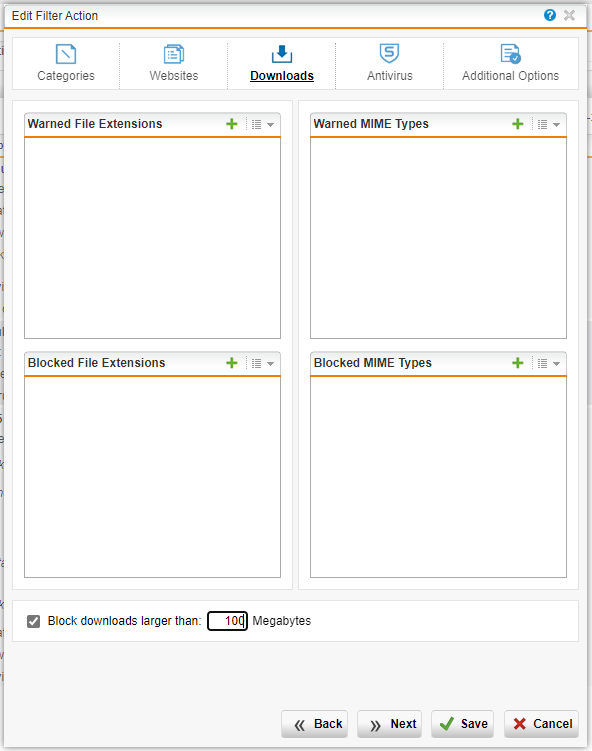 Edit Filter Action
Categories
Websites
Downloads
Antivirus
Additional Options
Warned File Extensions
Warned MIME Types
Blocked File Extensions
Blocked MIME Types
Block downloads larger than: 100 Megabytes
Back
Next
Save
Cancel